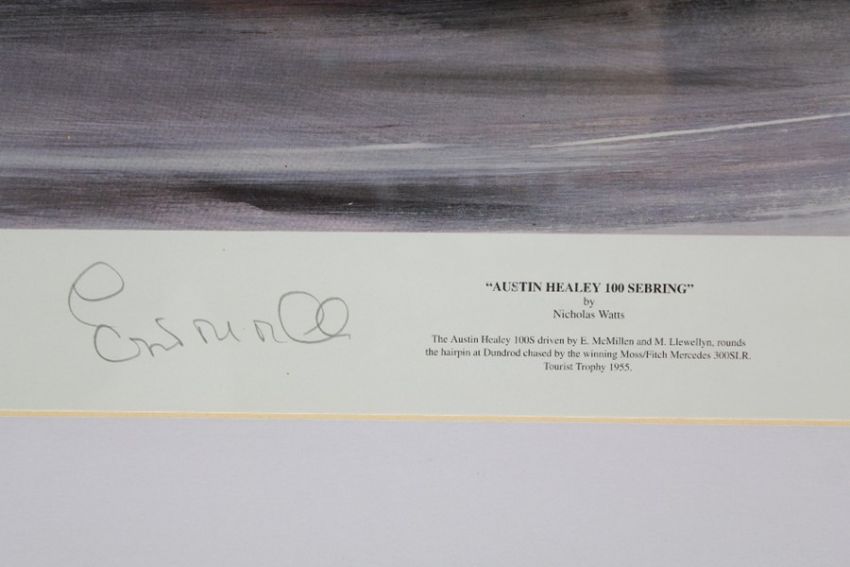 “AUSTIN HEALEY 100 SEBRING”
by
Nicholas Watts
The Austin Healey 100S driven by E. McMillen and M. Llewellyn, rounds
the hairpin at Dundrod chased by the winning Moss/Fitch Mercedes 300SLR.
Tourist Trophy 1955.